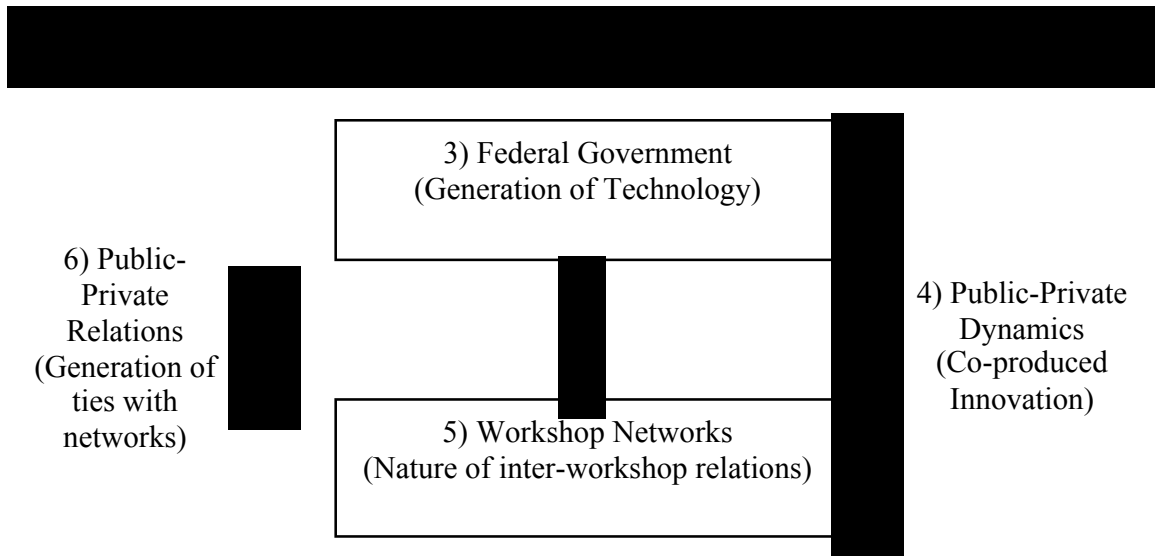 3) Federal Government
(Generation of Technology)
6) Public-
Private
Relations
(Generation of
ties with
networks)
4) Public-Private
Dynamics
(Co-produced
Innovation)
5) Workshop Networks
(Nature of inter-workshop relations)